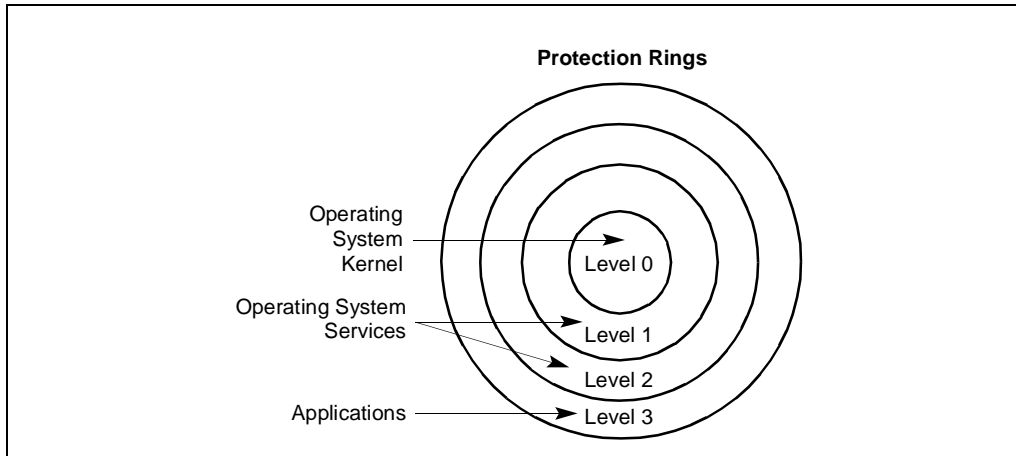 Protection Rings
Operating
System
Kernel
Level 0
Operating System
Services
Level 1
Level 2
Applications
Level 3